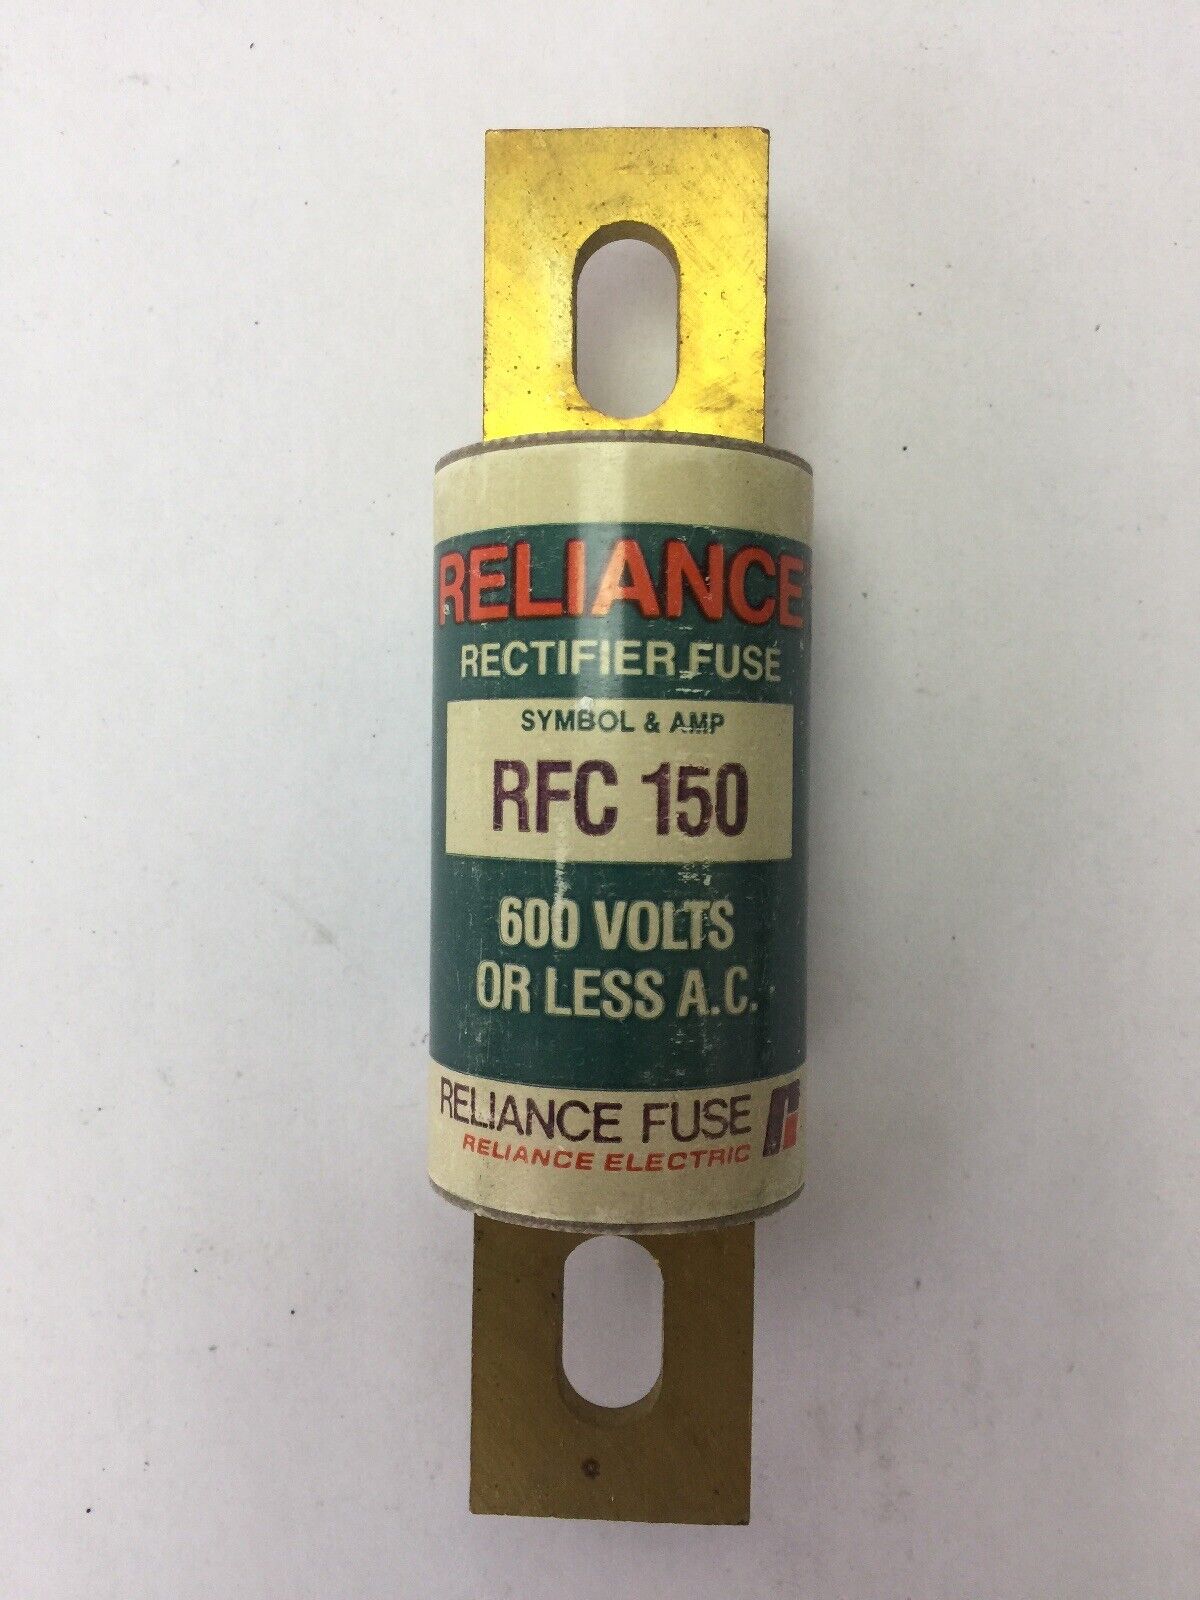 RELIANCE
RECTIFIER FUSE
SYMBOL & AMP
RFC 150
600 VOLTS
OR LESS A.C.
RELIANCE FUSE
RELIANCE ELECTRIC